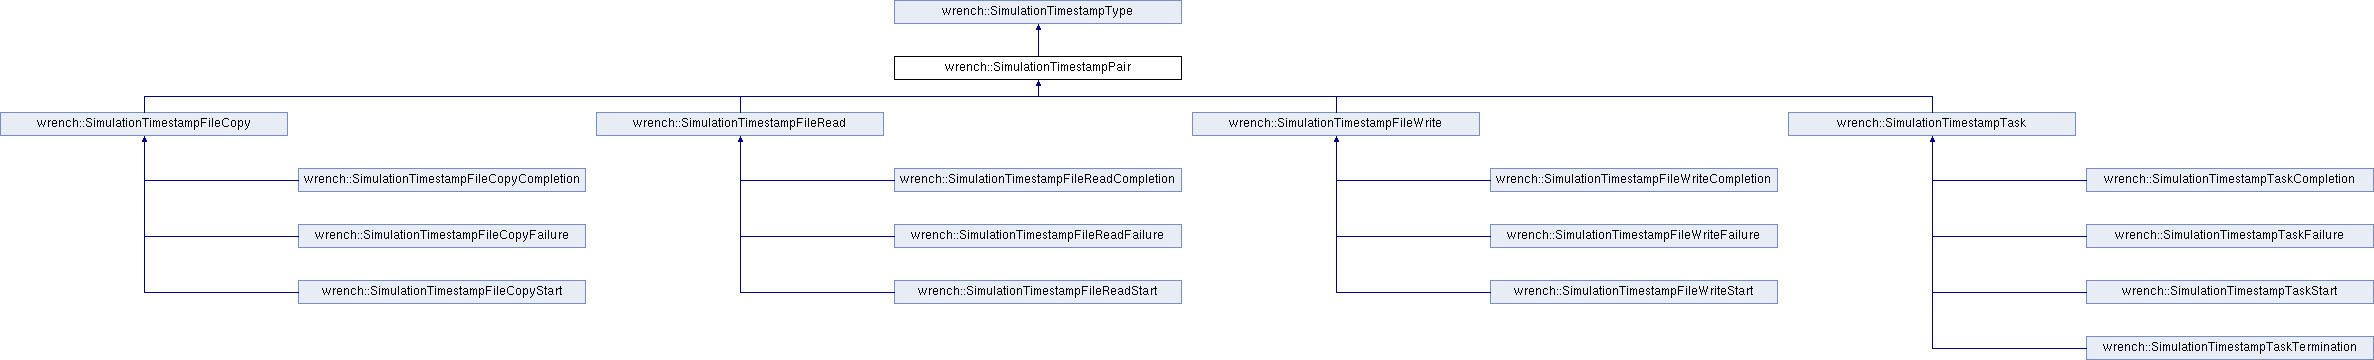 wrench::SimulationTimestampType
wrench::SimulationTimestampPair
wrench::SimulationTimestampFileCopy
wrench::SimulationTimestampFileRead
wrench::SimulationTimestampFileWrite
wrench::SimulationTimestampTask
wrench::SimulationTimestampFileCopyCompletion
wrench::SimulationTimestampFileReadCompletion
wrench::SimulationTimestampFileWriteCompletion
wrench::SimulationTimestampTaskCompletion
wrench::SimulationTimestampFileCopyFailure
wrench::SimulationTimestampFileReadFailure
wrench::SimulationTimestampFileWriteFailure
wrench::SimulationTimestampTaskFailure
wrench::SimulationTimestampFileCopyStart
wrench::SimulationTimestampFileReadStart
wrench::SimulationTimestampFileWriteStart
wrench::SimulationTimestampTaskStart
wrench::SimulationTimestampTaskTermination